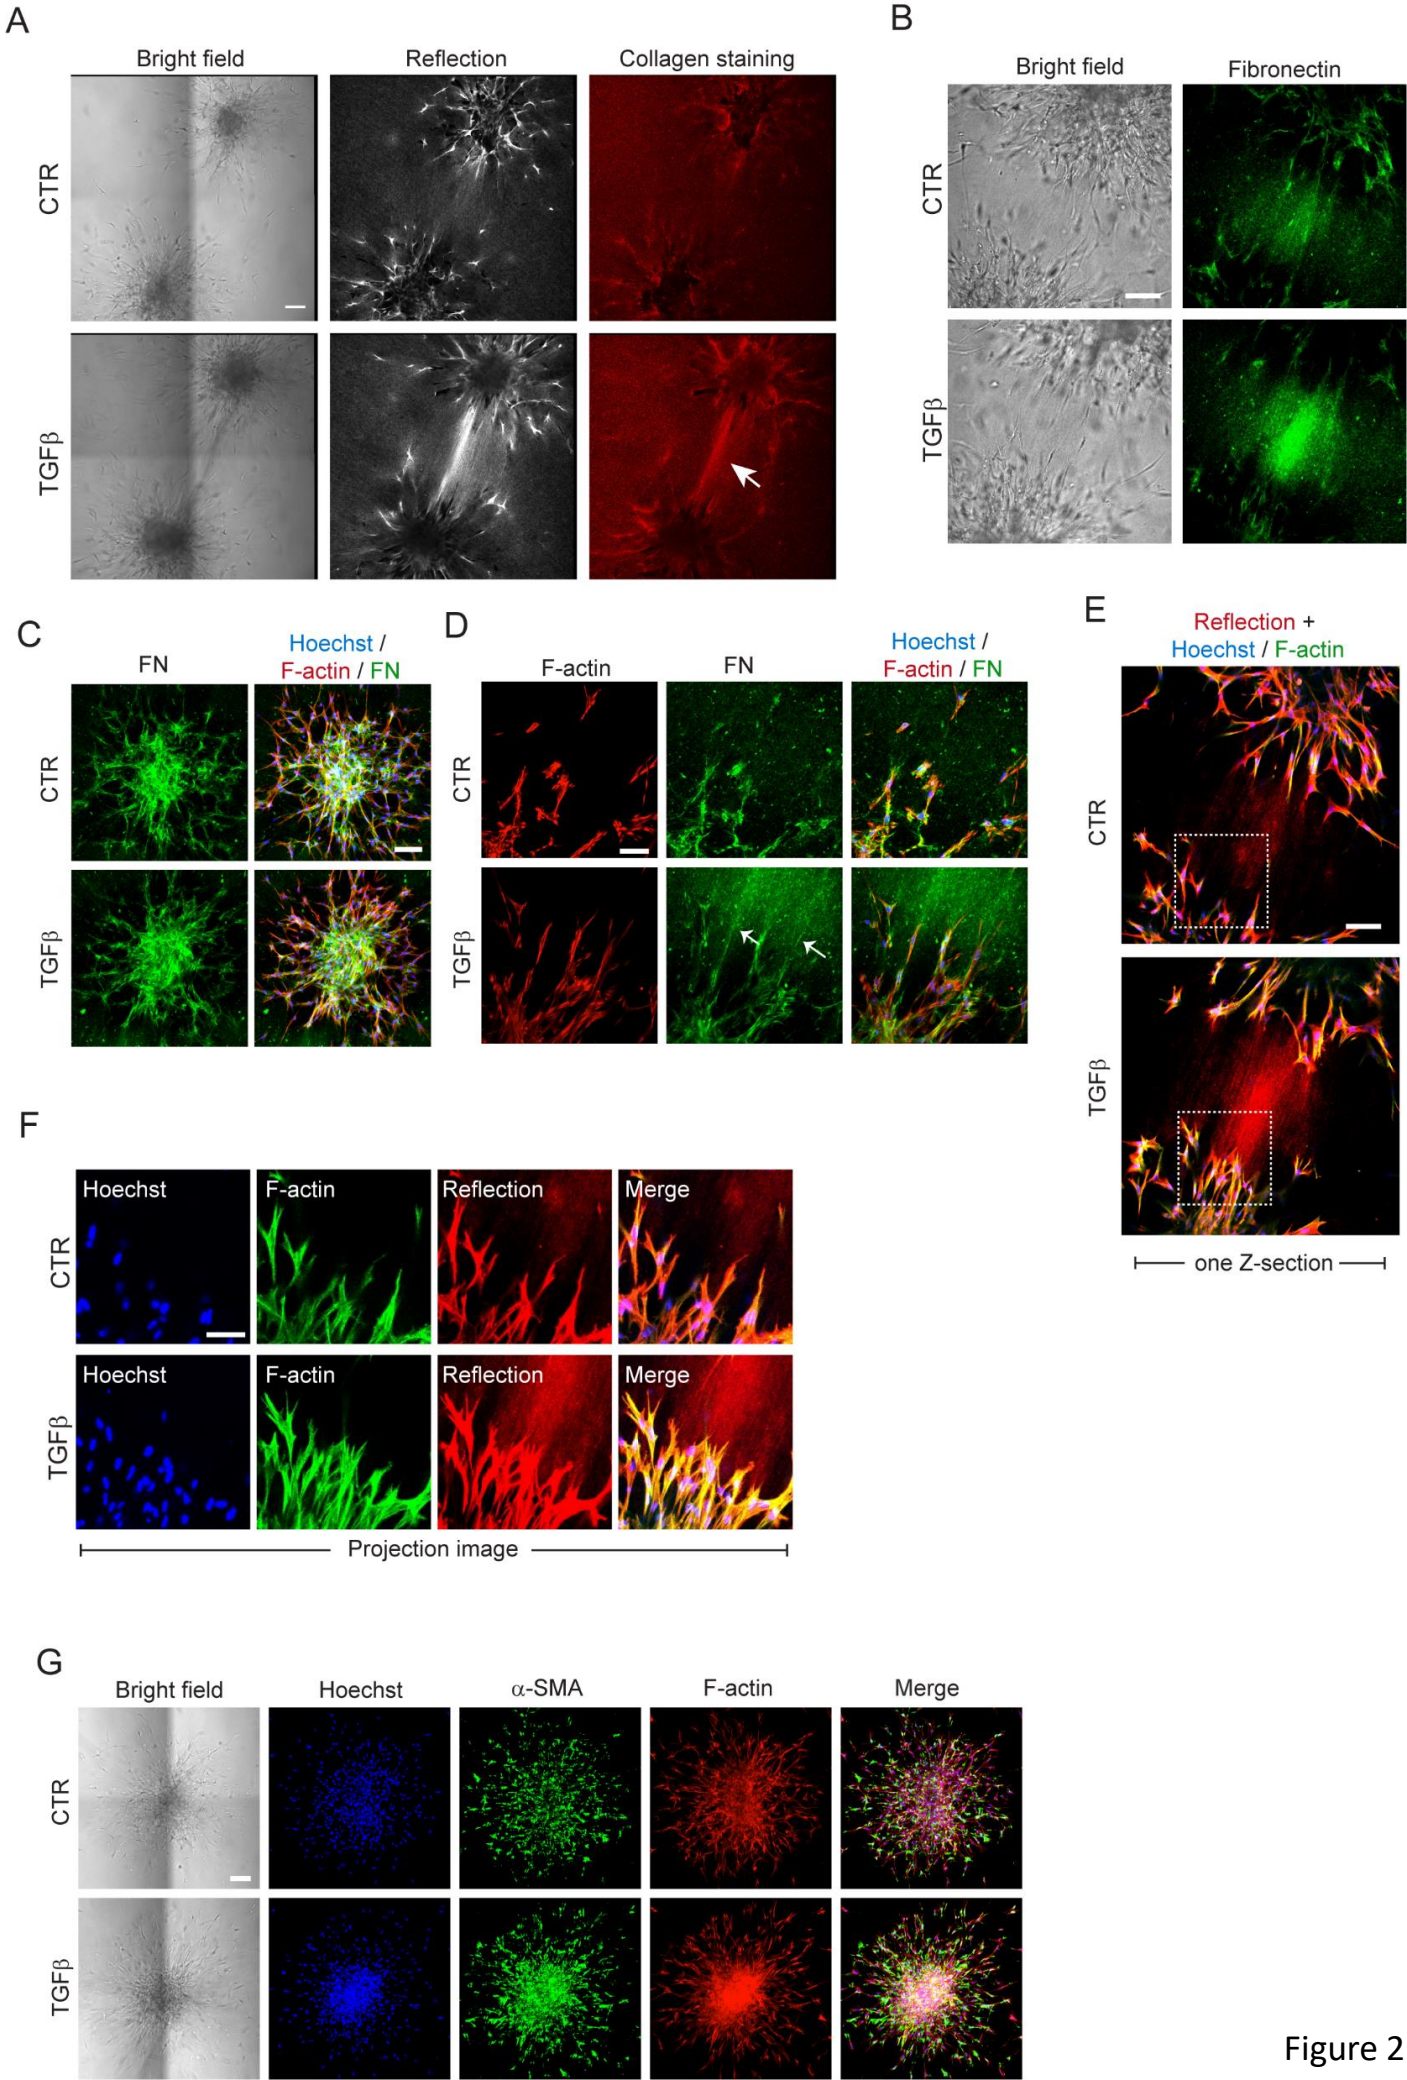 A
Bright field
Reflection
Collagen staining
CTR
TGFβ
B
Bright field
Fibronectin
CTR
TGFβ
C
FN
Hoechst /
F-actin / FN
CTR
TGFβ
D
F-actin
FN
Hoechst /
F-actin / FN
CTR
TGFβ
E
Reflection +
Hoechst / F-actin
CTR
TGFβ
one Z-section
F
Hoechst
F-actin
Reflection
Merge
CTR
Hoechst
F-actin
Reflection
Merge
TGFβ
Projection image
G
Bright field
Hoechst
α-SMA
F-actin
Merge
CTR
TGFβ
Figure 2